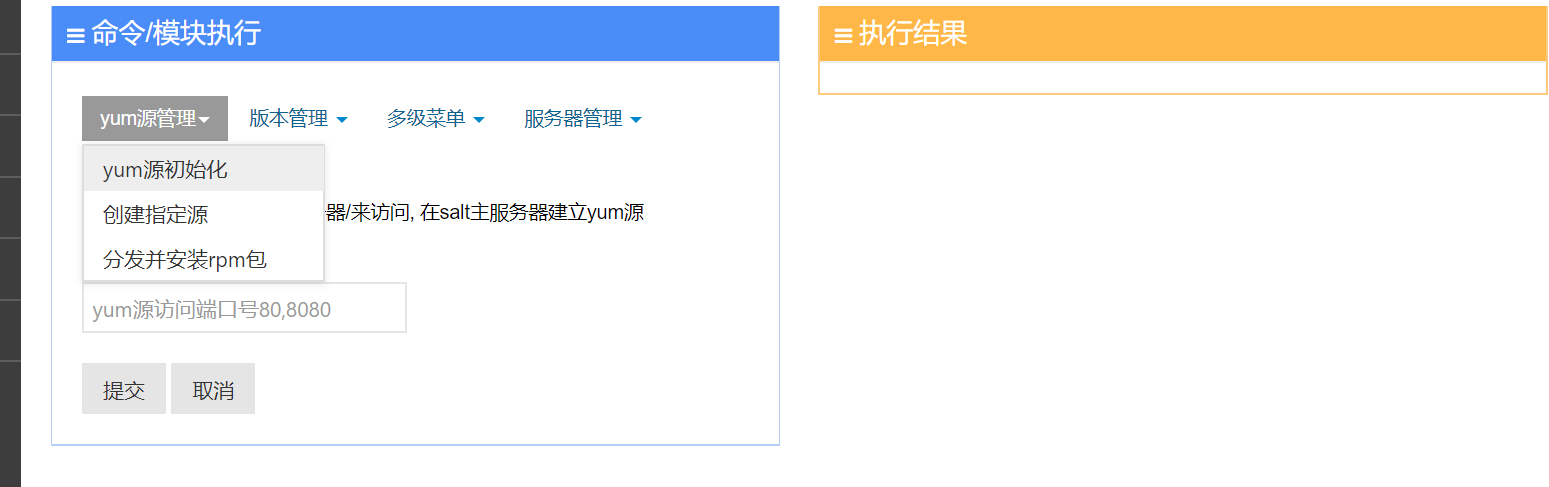 命令/模块执行
执行结果
yum源管理 版本管理 多级菜单 服务器管理
yum源初始化
创建指定源
器/来访问, 在salt主服务器建立yum源
分发并安装rpm包
yum源访问端口号80,8080
提交 取消